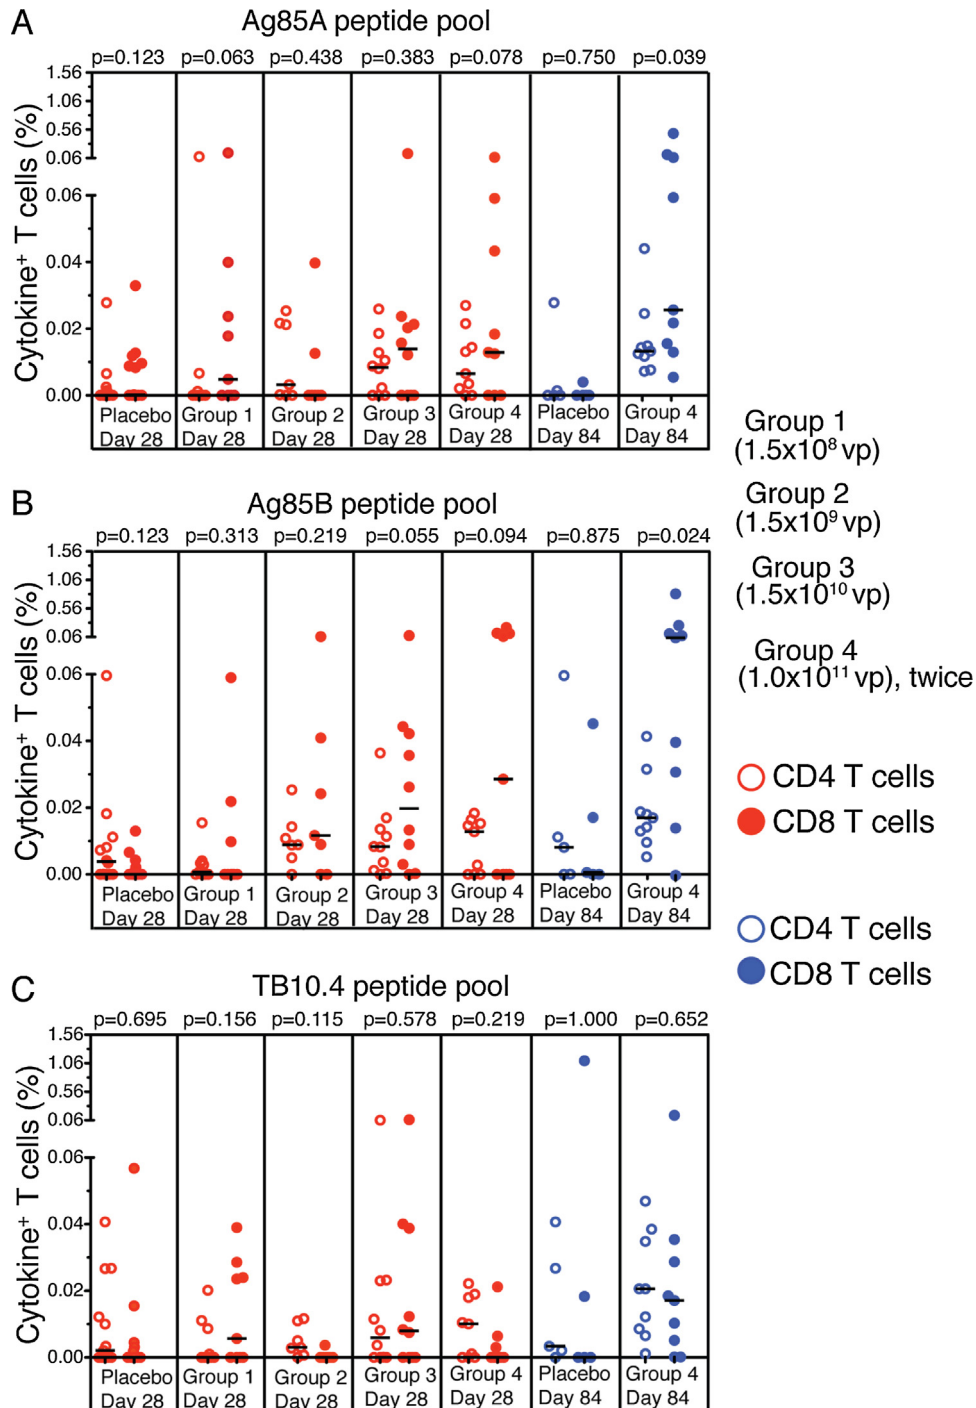 A
Ag85A peptide pool
p=0.123 p=0.063 p=0.438 p=0.383 p=0.078 p=0.750 p=0.039
Cytokine⁺ T cells (%)
1.56
1.06
0.56
0.06
0.06
0.04
0.02
0.00
Placebo Group 1 Group 2 Group 3 Group 4 Placebo Group 4
Day 28 Day 28 Day 28 Day 28 Day 28 Day 84 Day 84
B
Ag85B peptide pool
p=0.123 p=0.313 p=0.219 p=0.055 p=0.094 p=0.875 p=0.024
Cytokine⁺ T cells (%)
1.56
1.06
0.56
0.06
0.06
0.04
0.02
0.00
Placebo Group 1 Group 2 Group 3 Group 4 Placebo Group 4
Day 28 Day 28 Day 28 Day 28 Day 28 Day 84 Day 84
C
TB10.4 peptide pool
p=0.695 p=0.156 p=0.115 p=0.578 p=0.219 p=1.000 p=0.652
Cytokine⁺ T cells (%)
1.56
1.06
0.56
0.06
0.06
0.04
0.02
0.00
Placebo Group 1 Group 2 Group 3 Group 4 Placebo Group 4
Day 28 Day 28 Day 28 Day 28 Day 28 Day 84 Day 84
Group 1
(1.5x10⁸ vp)
Group 2
(1.5x10⁹ vp)
Group 3
(1.5x10¹⁰ vp)
Group 4
(1.0x10¹¹ vp), twice
CD4 T cells
CD8 T cells
CD4 T cells
CD8 T cells